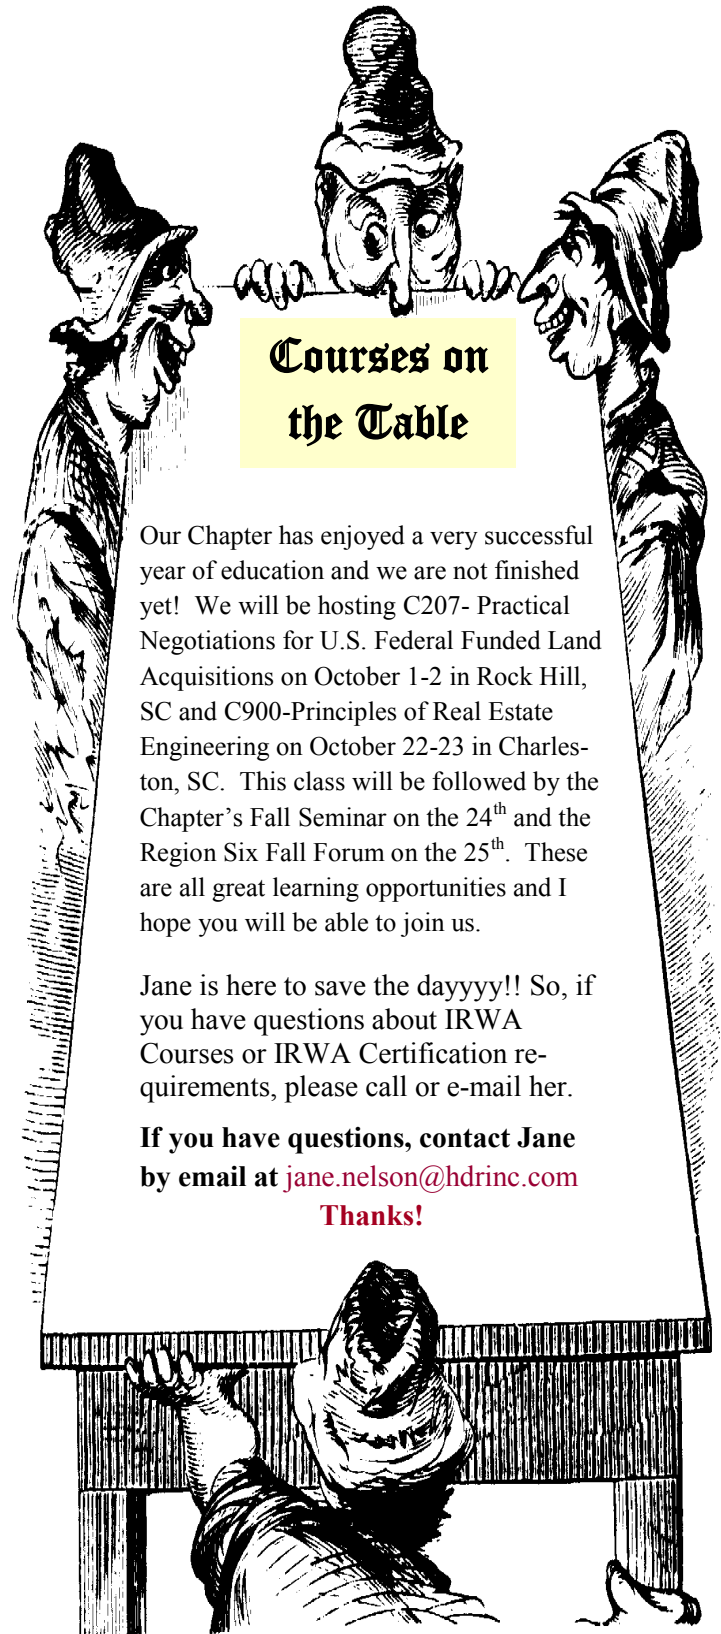 Courses on
the Table
Our Chapter has enjoyed a very successful
year of education and we are not finished
yet!  We will be hosting C207- Practical
Negotiations for U.S. Federal Funded Land
Acquisitions on October 1-2 in Rock Hill,
SC and C900-Principles of Real Estate
Engineering on October 22-23 in Charles-
ton, SC.  This class will be followed by the
Chapter’s Fall Seminar on the 24th and the
Region Six Fall Forum on the 25th.  These
are all great learning opportunities and I
hope you will be able to join us.
Jane is here to save the dayyyy!! So, if
you have questions about IRWA
Courses or IRWA Certification re-
quirements, please call or e-mail her.
If you have questions, contact Jane
by email at jane.nelson@hdrinc.com
Thanks!